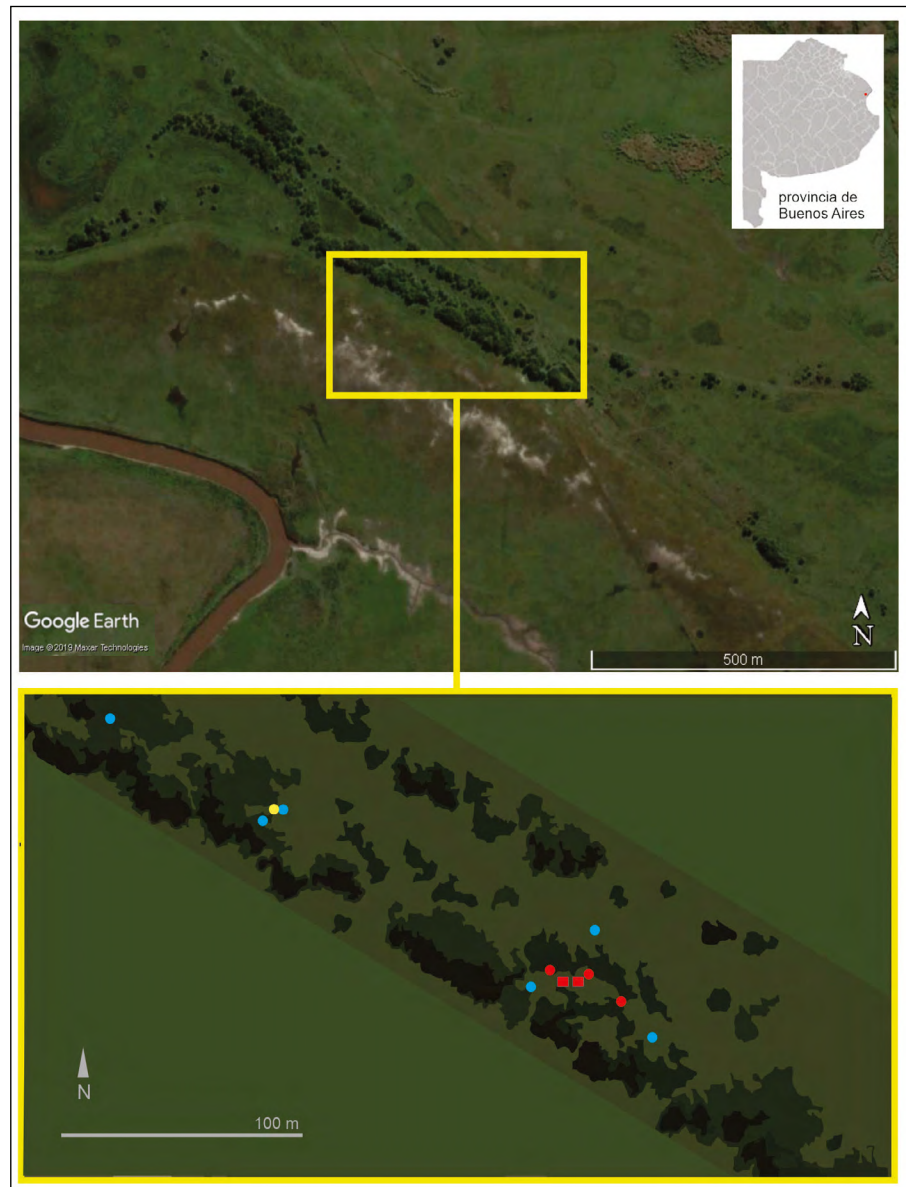 provincia de
Buenos Aires
Google Earth
Image ©2019 Maxar Technologies
N
500 m
N
100 m